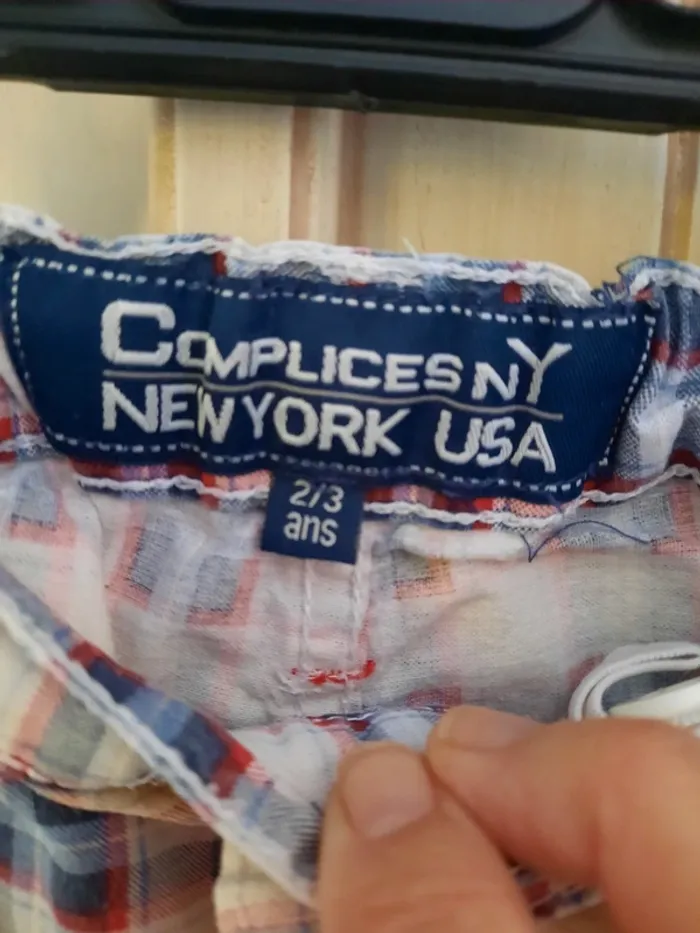 COMPLICES NY
NEW YORK USA
2/3
ans